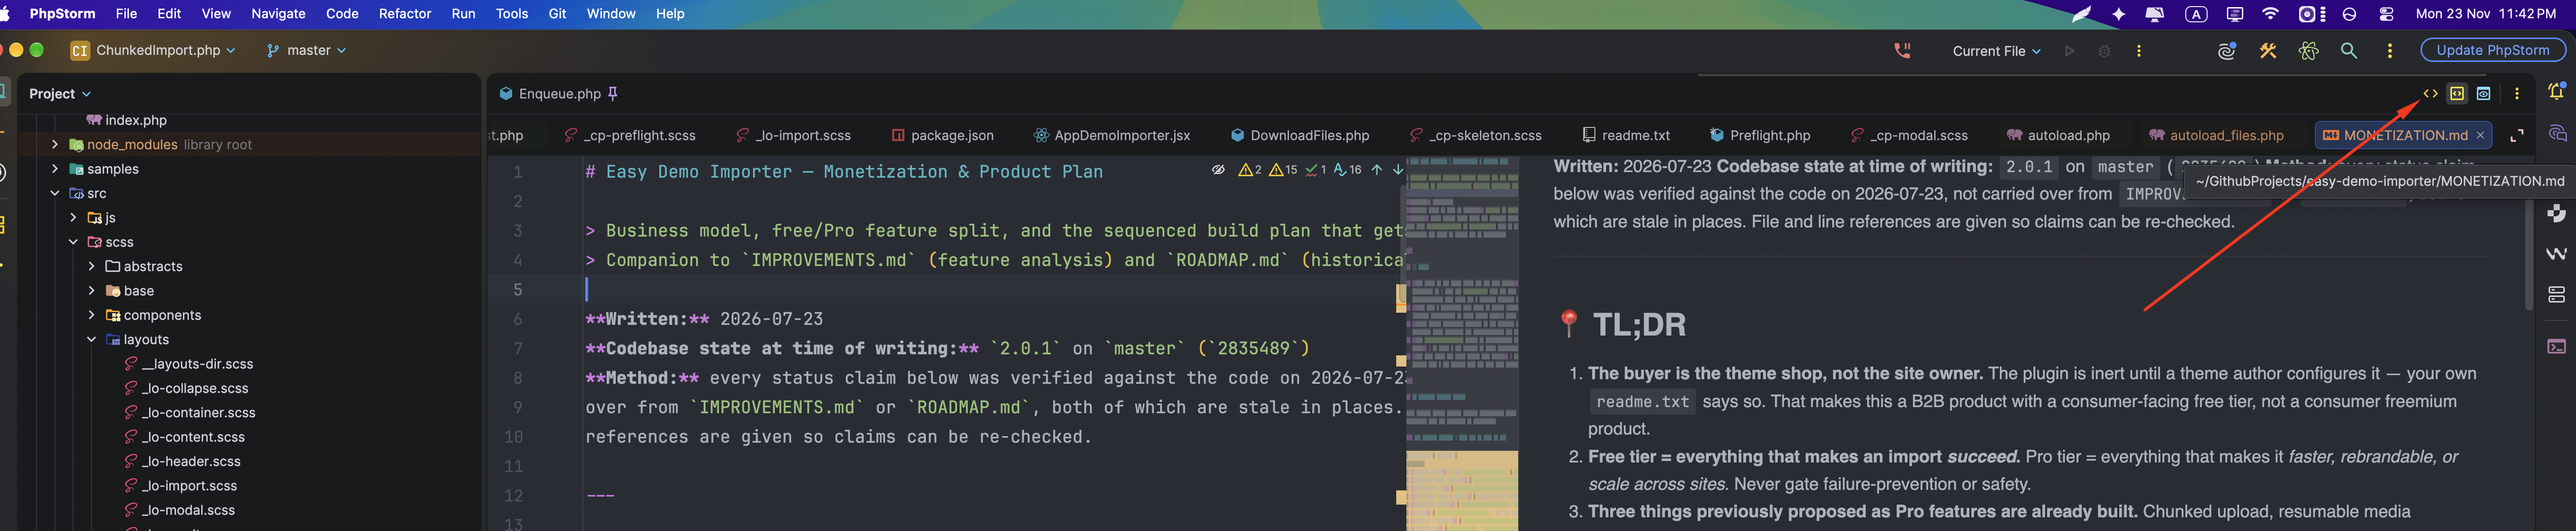 PhpStorm File Edit View Navigate Code Refactor Run Tools Git Window Help
A
Mon 23 Nov 11:42 PM
CI ChunkedImport.php master
Current File
Update PhpStorm
Project
index.php
node_modules library root
samples
src
js
scss
abstracts
base
components
layouts
__layouts-dir.scss
_lo-collapse.scss
_lo-container.scss
_lo-content.scss
_lo-header.scss
_lo-import.scss
_lo-modal.scss
Enqueue.php
st.php _cp-preflight.scss _lo-import.scss package.json AppDemoImporter.jsx DownloadFiles.php _cp-skeleton.scss readme.txt Preflight.php _cp-modal.scss autoload.php autoload_files.php MONETIZATION.md
2 15 1 16
1 # Easy Demo Importer — Monetization & Product Plan
2
3 > Business model, free/Pro feature split, and the sequenced build plan that get
4 > Companion to `IMPROVEMENTS.md` (feature analysis) and `ROADMAP.md` (historica
5
6 **Written:** 2026-07-23
7 **Codebase state at time of writing:** `2.0.1` on `master` (`2835489`)
8 **Method:** every status claim below was verified against the code on 2026-07-2
9 over from `IMPROVEMENTS.md` or `ROADMAP.md`, both of which are stale in places.
10 references are given so claims can be re-checked.
11
12 ---
13
Written: 2026-07-23 Codebase state at time of writing: 2.0.1 on master (
~/GithubProjects/easy-demo-importer/MONETIZATION.md
below was verified against the code on 2026-07-23, not carried over from IMPROV
which are stale in places. File and line references are given so claims can be re-checked.
📍 TL;DR
1. The buyer is the theme shop, not the site owner. The plugin is inert until a theme author configures it — your own
readme.txt says so. That makes this a B2B product with a consumer-facing free tier, not a consumer freemium
product.
2. Free tier = everything that makes an import succeed. Pro tier = everything that makes it faster, rebrandable, or
scale across sites. Never gate failure-prevention or safety.
3. Three things previously proposed as Pro features are already built. Chunked upload, resumable media